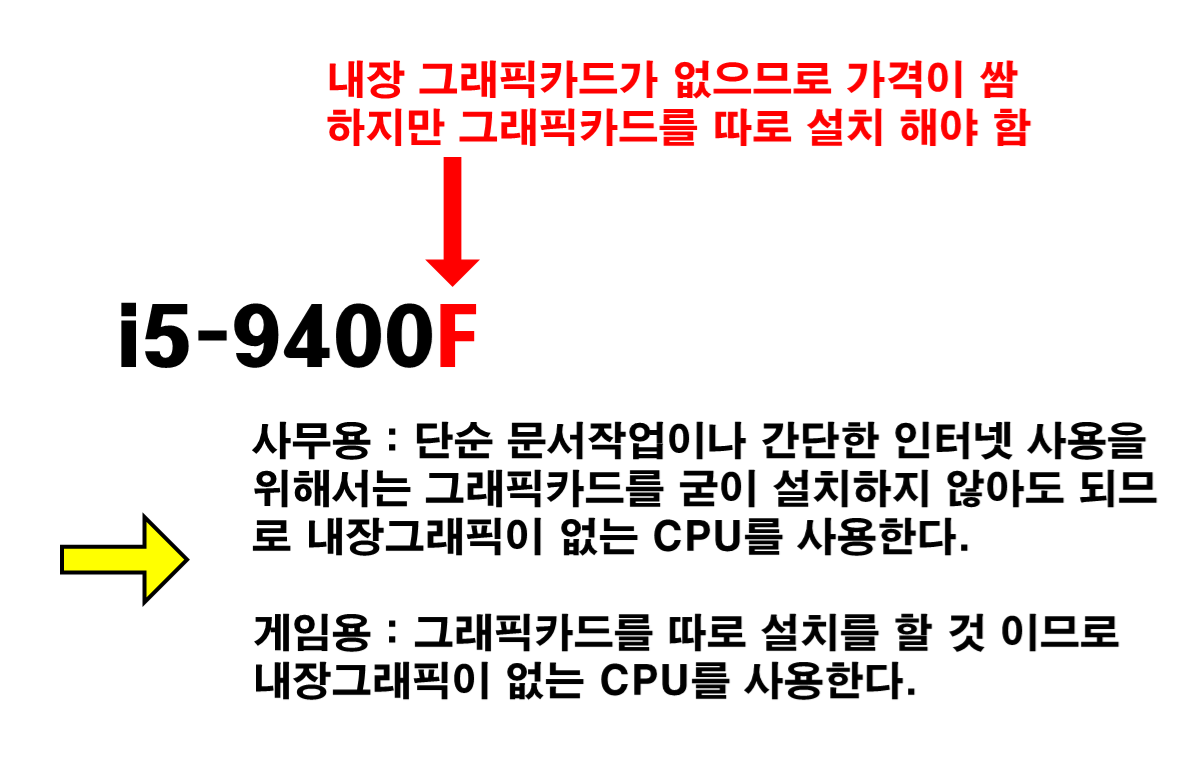 내장 그래픽카드가 없으므로 가격이 쌈
하지만 그래픽카드를 따로 설치 해야 함
i5-9400F
사무용 : 단순 문서작업이나 간단한 인터넷 사용을
위해서는 그래픽카드를 굳이 설치하지 않아도 되므
로 내장그래픽이 없는 CPU를 사용한다.
게임용 : 그래픽카드를 따로 설치를 할 것 이므로
내장그래픽이 없는 CPU를 사용한다.